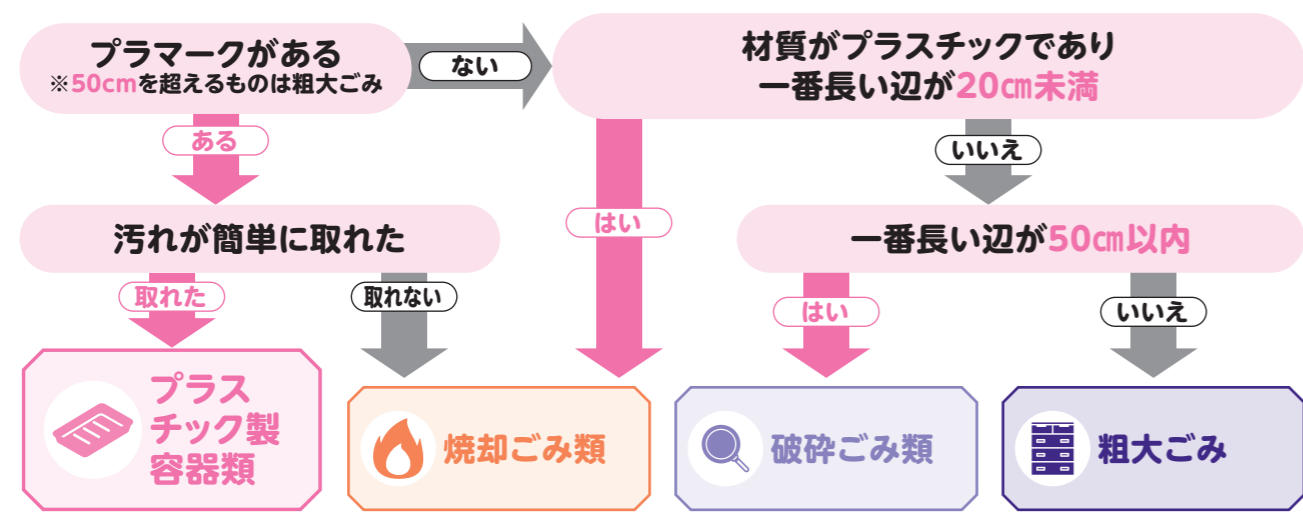 プラマークがある
※50cmを超えるものは粗大ごみ
ない
材質がプラスチックであり
一番長い辺が20㎝未満
ある
はい
いいえ
汚れが簡単に取れた
一番長い辺が50㎝以内
取れた
取れない
はい
いいえ
プラス
チック製
容器類
焼却ごみ類
破砕ごみ類
粗大ごみ